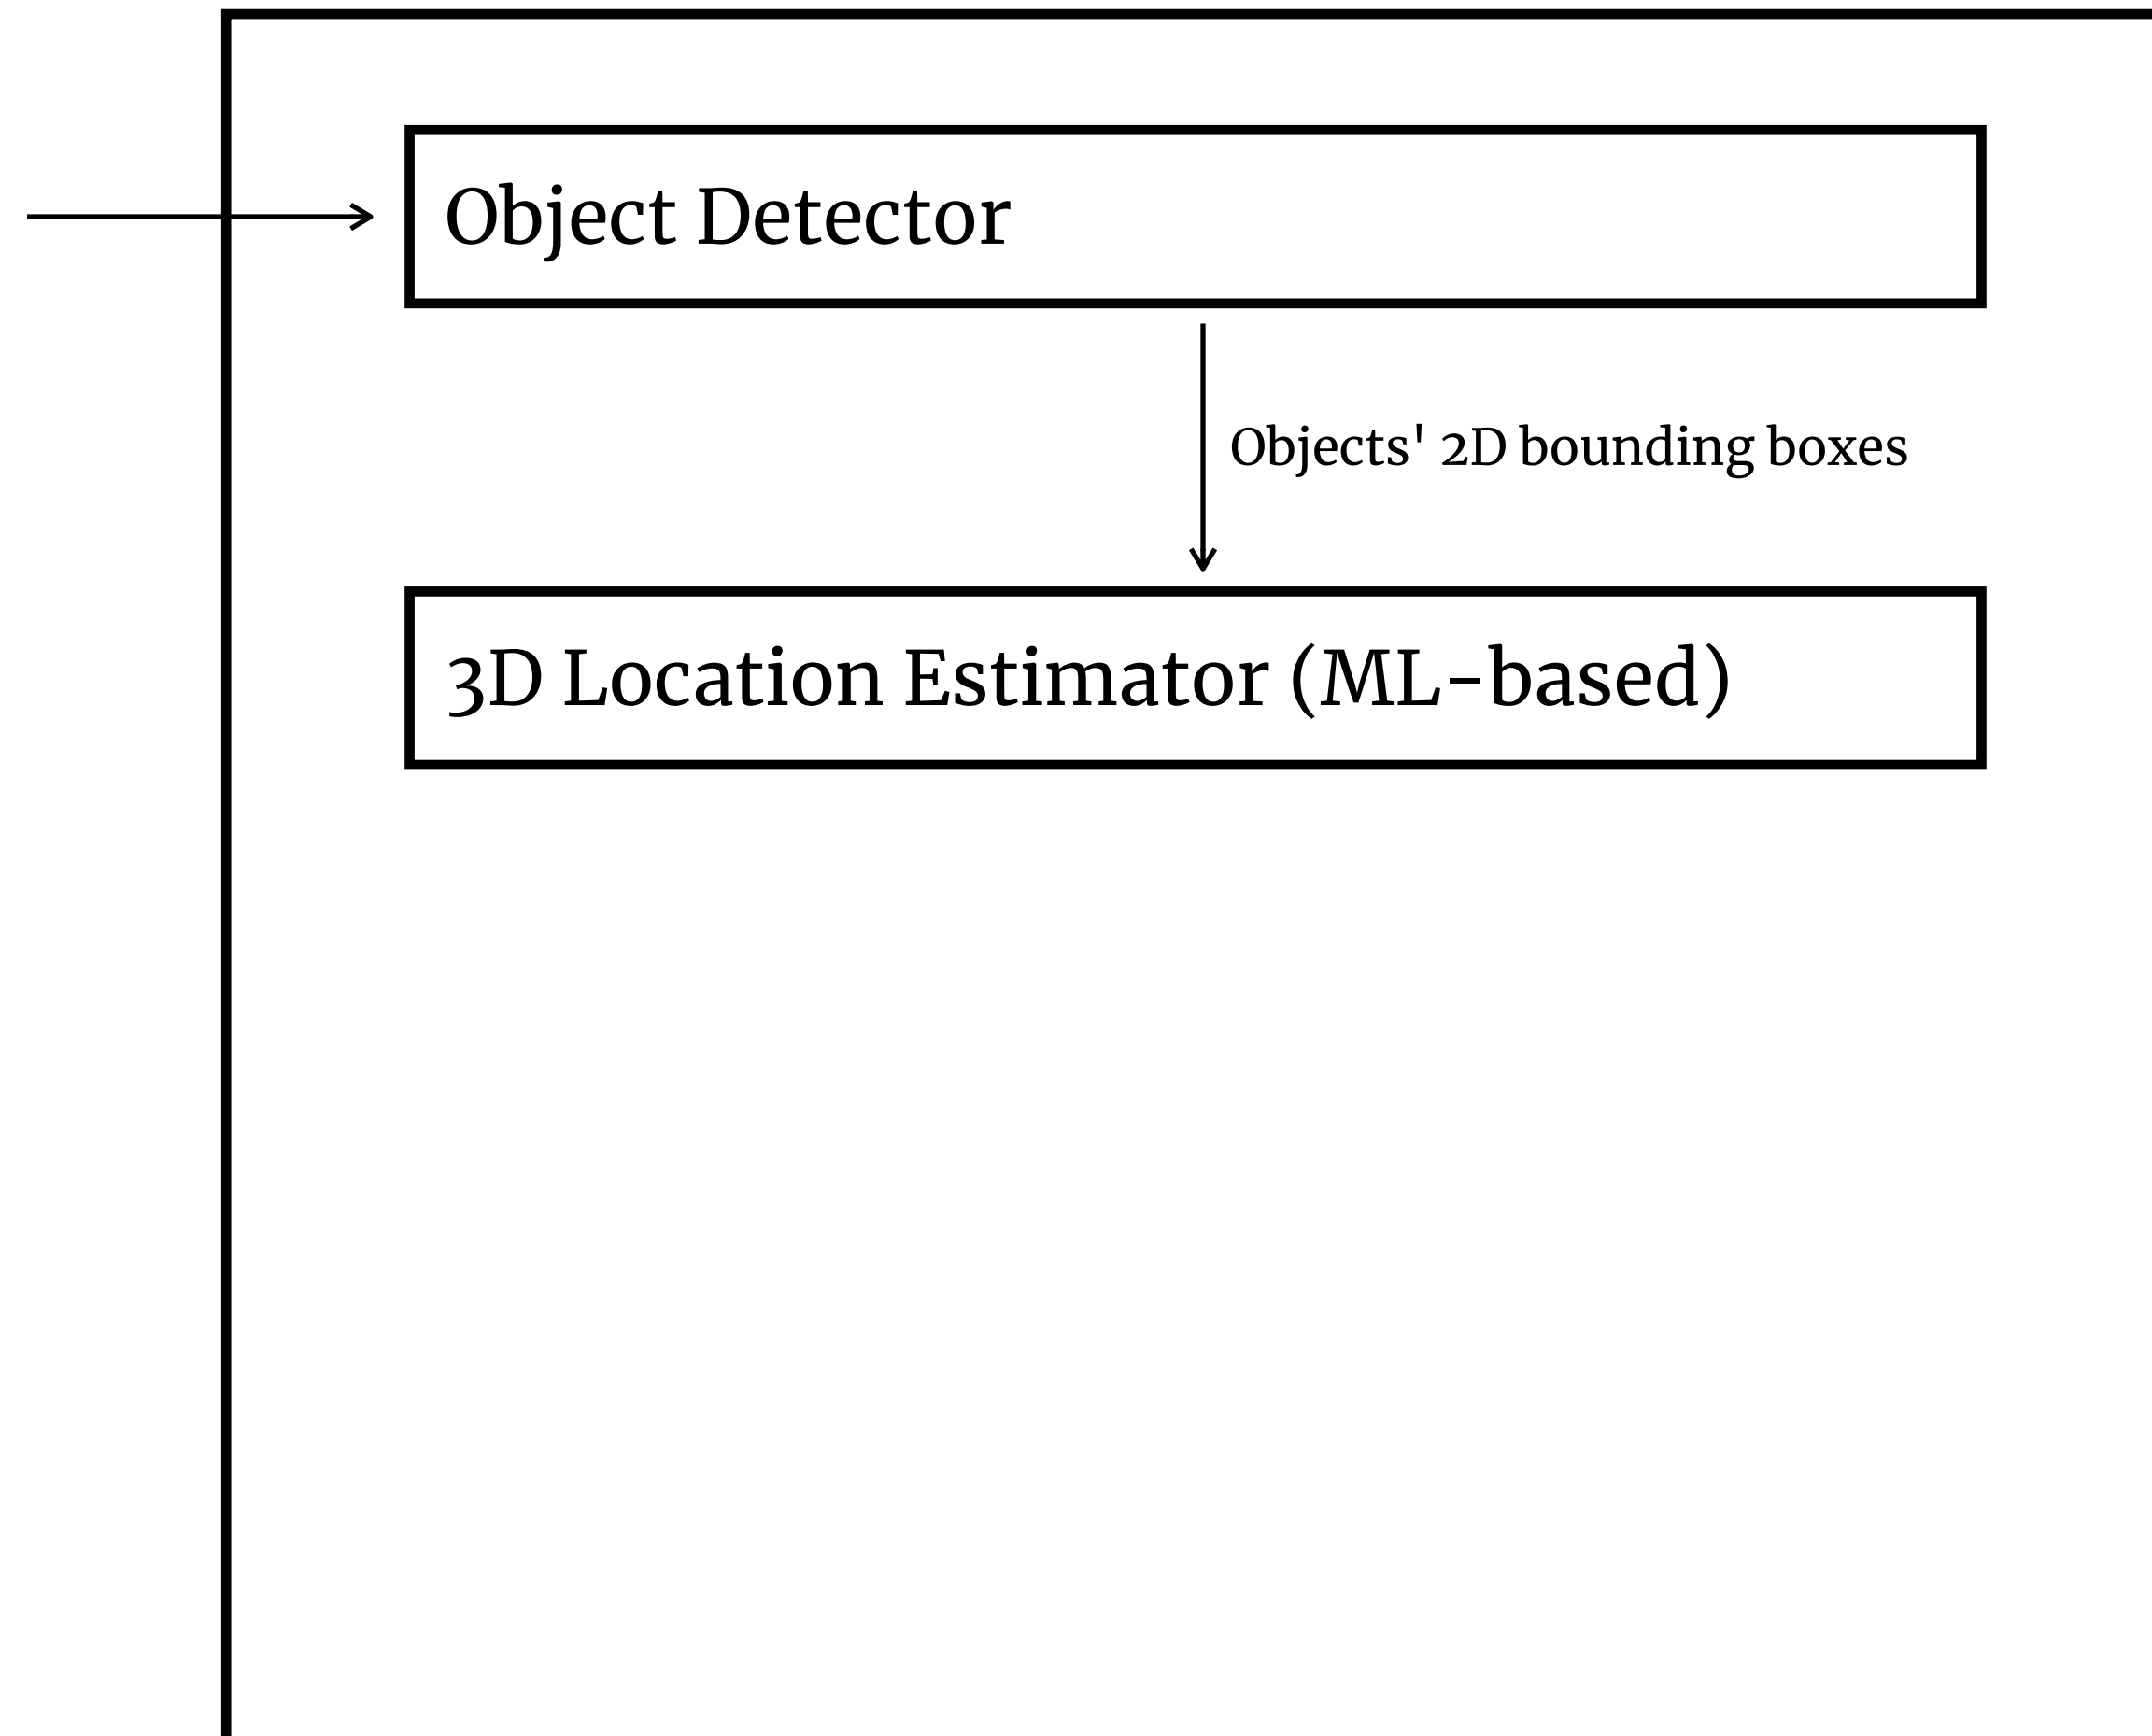 Object Detector
Objects' 2D bounding boxes
3D Location Estimator (ML-based)